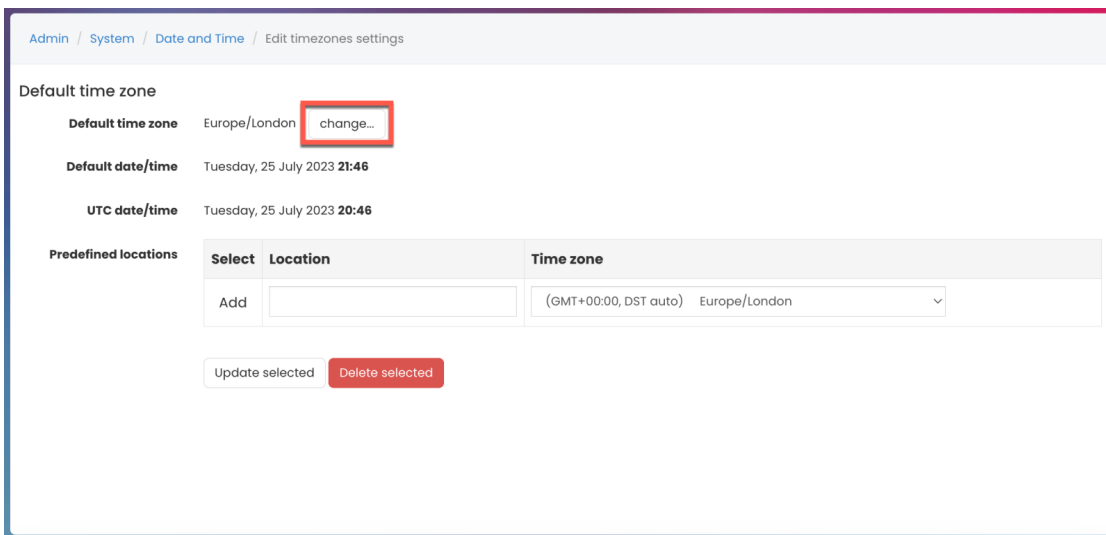 Admin / System / Date and Time / Edit timezones settings
Default time zone
Default time zone Europe/London change...
Default date/time Tuesday, 25 July 2023 21:46
UTC date/time Tuesday, 25 July 2023 20:46
Predefined locations Select Location Time zone
Add (GMT+00:00, DST auto) Europe/London
Update selected Delete selected